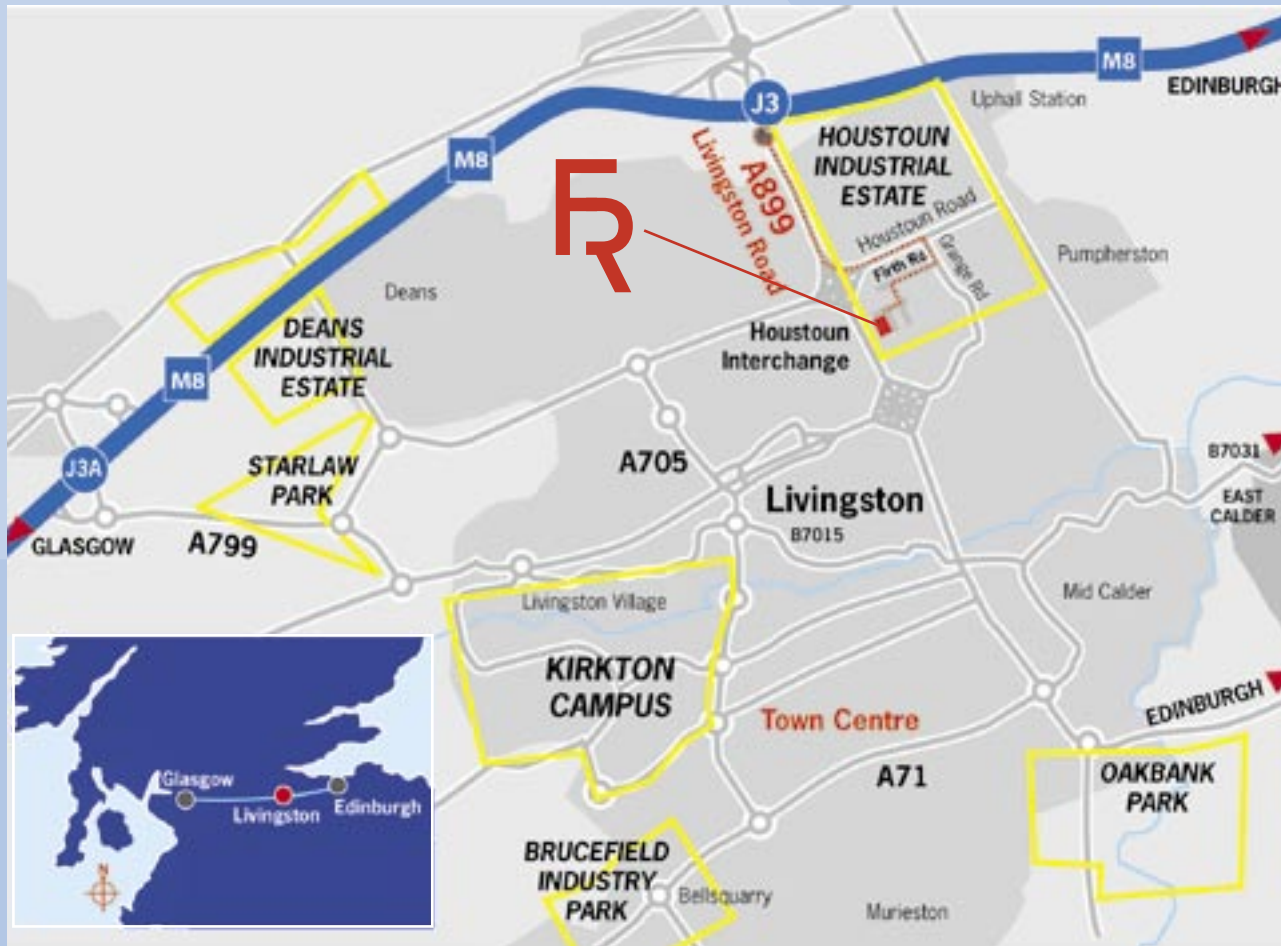 M8
EDINBURGH
J3
Uphall Station
HOUSTOUN
INDUSTRIAL
ESTATE
M8
FR
A899
Livingston Road
Houstoun Road
Grange Rd
Firth Rd
Pumpherston
Deans
DEANS
INDUSTRIAL
ESTATE
Houstoun
Interchange
M8
J3A
STARLAW
PARK
A705
Livingston
B7015
B7031
EAST
CALDER
GLASGOW
A799
Livingston Village
Mid Calder
KIRKTON
CAMPUS
Town Centre
EDINBURGH
A71
OAKBANK
PARK
Glasgow
Livingston
Edinburgh
N
BRUCEFIELD
INDUSTRY
PARK
Bellsquarry
Murieston